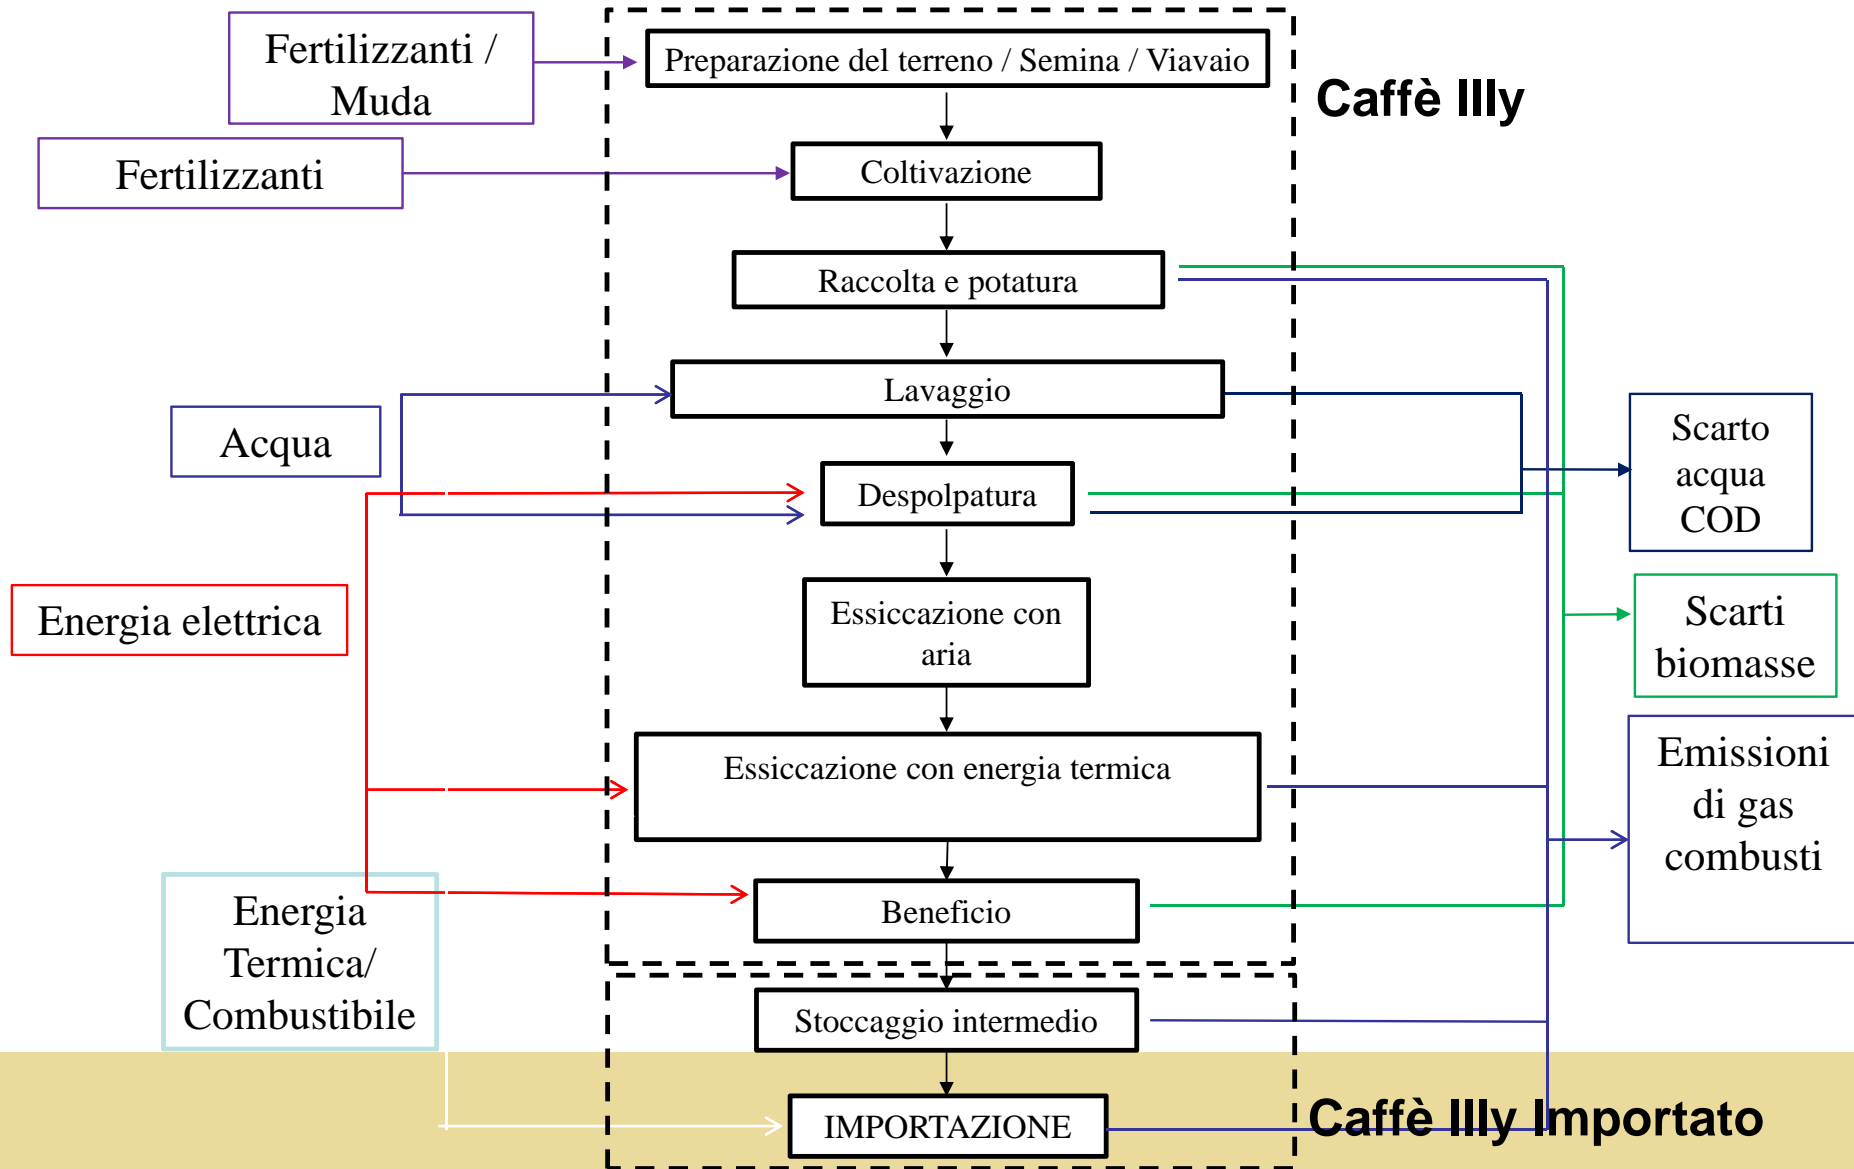 Fertilizzanti /
Muda
Preparazione del terreno / Semina / Viavaio
Caffè Illy
Fertilizzanti
Coltivazione
Raccolta e potatura
Lavaggio
Acqua
Scarto
acqua
COD
Despolpatura
Energia elettrica
Essiccazione con
aria
Scarti
biomasse
Essiccazione con energia termica
Emissioni
di gas
combusti
Energia
Termica/
Combustibile
Beneficio
Stoccaggio intermedio
IMPORTAZIONE
Caffè Illy Importato